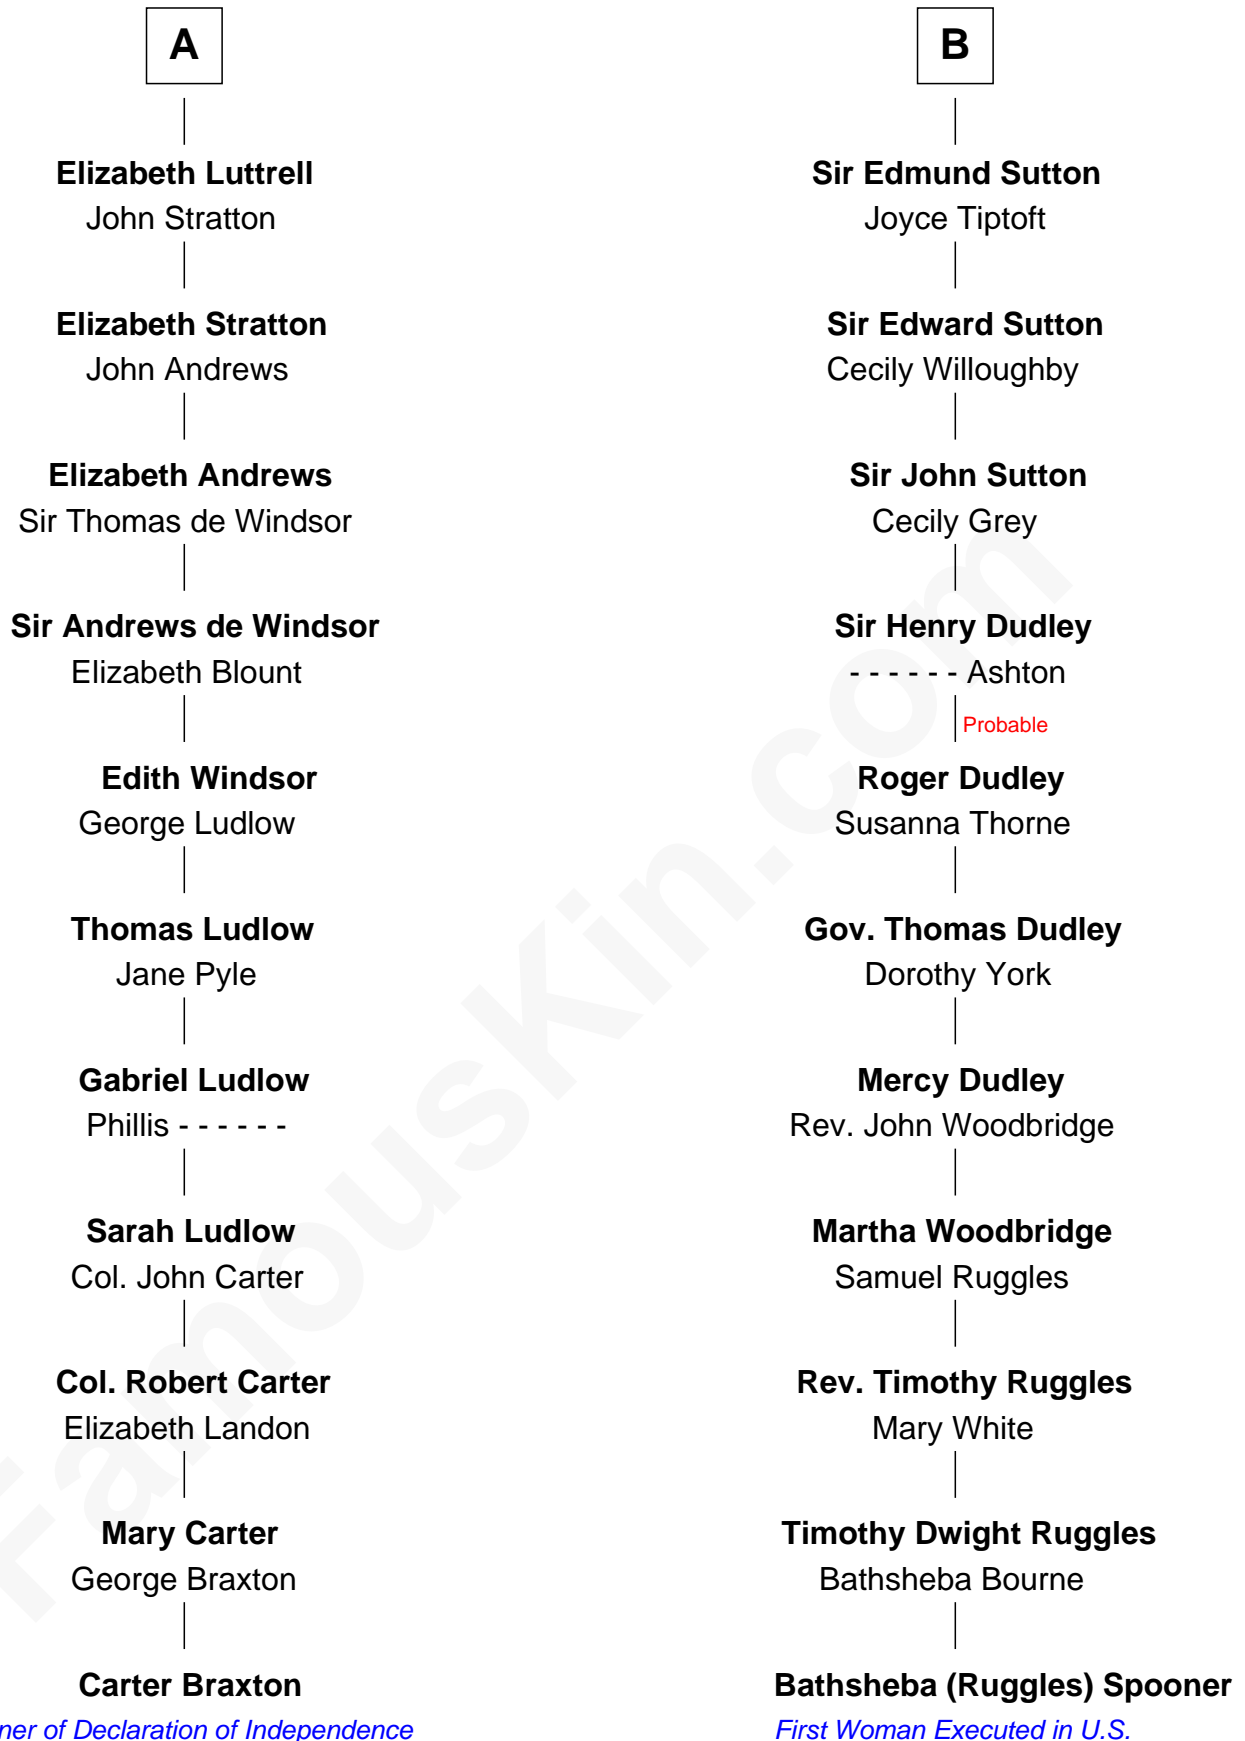 A
Elizabeth Luttrell
John Stratton
Elizabeth Stratton
John Andrews
Elizabeth Andrews
Sir Thomas de Windsor
Sir Andrews de Windsor
Elizabeth Blount
Edith Windsor
George Ludlow
Thomas Ludlow
Jane Pyle
Gabriel Ludlow
Phillis - - - - - -
Sarah Ludlow
Col. John Carter
Col. Robert Carter
Elizabeth Landon
Mary Carter
George Braxton
Carter Braxton
ner of Declaration of Independence
B
Sir Edmund Sutton
Joyce Tiptoft
Sir Edward Sutton
Cecily Willoughby
Sir John Sutton
Cecily Grey
Sir Henry Dudley
- - - - - - Ashton
Probable
Roger Dudley
Susanna Thorne
Gov. Thomas Dudley
Dorothy York
Mercy Dudley
Rev. John Woodbridge
Martha Woodbridge
Samuel Ruggles
Rev. Timothy Ruggles
Mary White
Timothy Dwight Ruggles
Bathsheba Bourne
Bathsheba (Ruggles) Spooner
First Woman Executed in U.S.
FamousKin.com